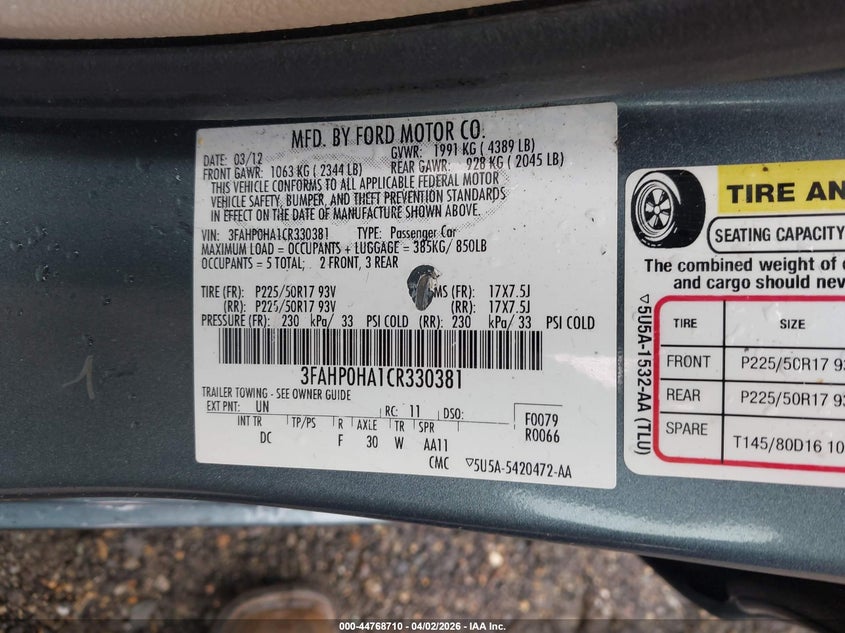 MFD. BY FORD MOTOR CO.
DATE: 03/12 GVWR: 1991 KG ( 4389 LB)
FRONT GAWR: 1063 KG ( 2344 LB) REAR GAWR: 928 KG ( 2045 LB)
THIS VEHICLE CONFORMS TO ALL APPLICABLE FEDERAL MOTOR
VEHICLE SAFETY, BUMPER, AND THEFT PREVENTION STANDARDS
IN EFFECT ON THE DATE OF MANUFACTURE SHOWN ABOVE.
VIN: 3FAHP0HA1CR330381 TYPE: Passenger Car
MAXIMUM LOAD = OCCUPANTS + LUGGAGE = 385KG/ 850LB
OCCUPANTS = 5 TOTAL; 2 FRONT, 3 REAR
TIRE (FR): P225/50R17 93V MS (FR): 17X7.5J
(RR): P225/50R17 93V (RR): 17X7.5J
PRESSURE (FR): 230 kPa/ 33 PSI COLD (RR): 230 kPa/ 33 PSI COLD
3FAHP0HA1CR330381
TRAILER TOWING - SEE OWNER GUIDE
EXT PNT: UN RC: 11 DSO: F0079
INT TR TP/PS R AXLE TR SPR R0066
DC F 30 W AA11
CMC ▽5U5A-5420472-AA
TIRE AN
SEATING CAPACITY
The combined weight of
and cargo should neve
▽5U5A-1532-AA (TLU)
TIRE SIZE
FRONT P225/50R17 93
REAR P225/50R17 93
SPARE T145/80D16 10
1
000-44768710 - 04/02/2026 - IAA Inc.